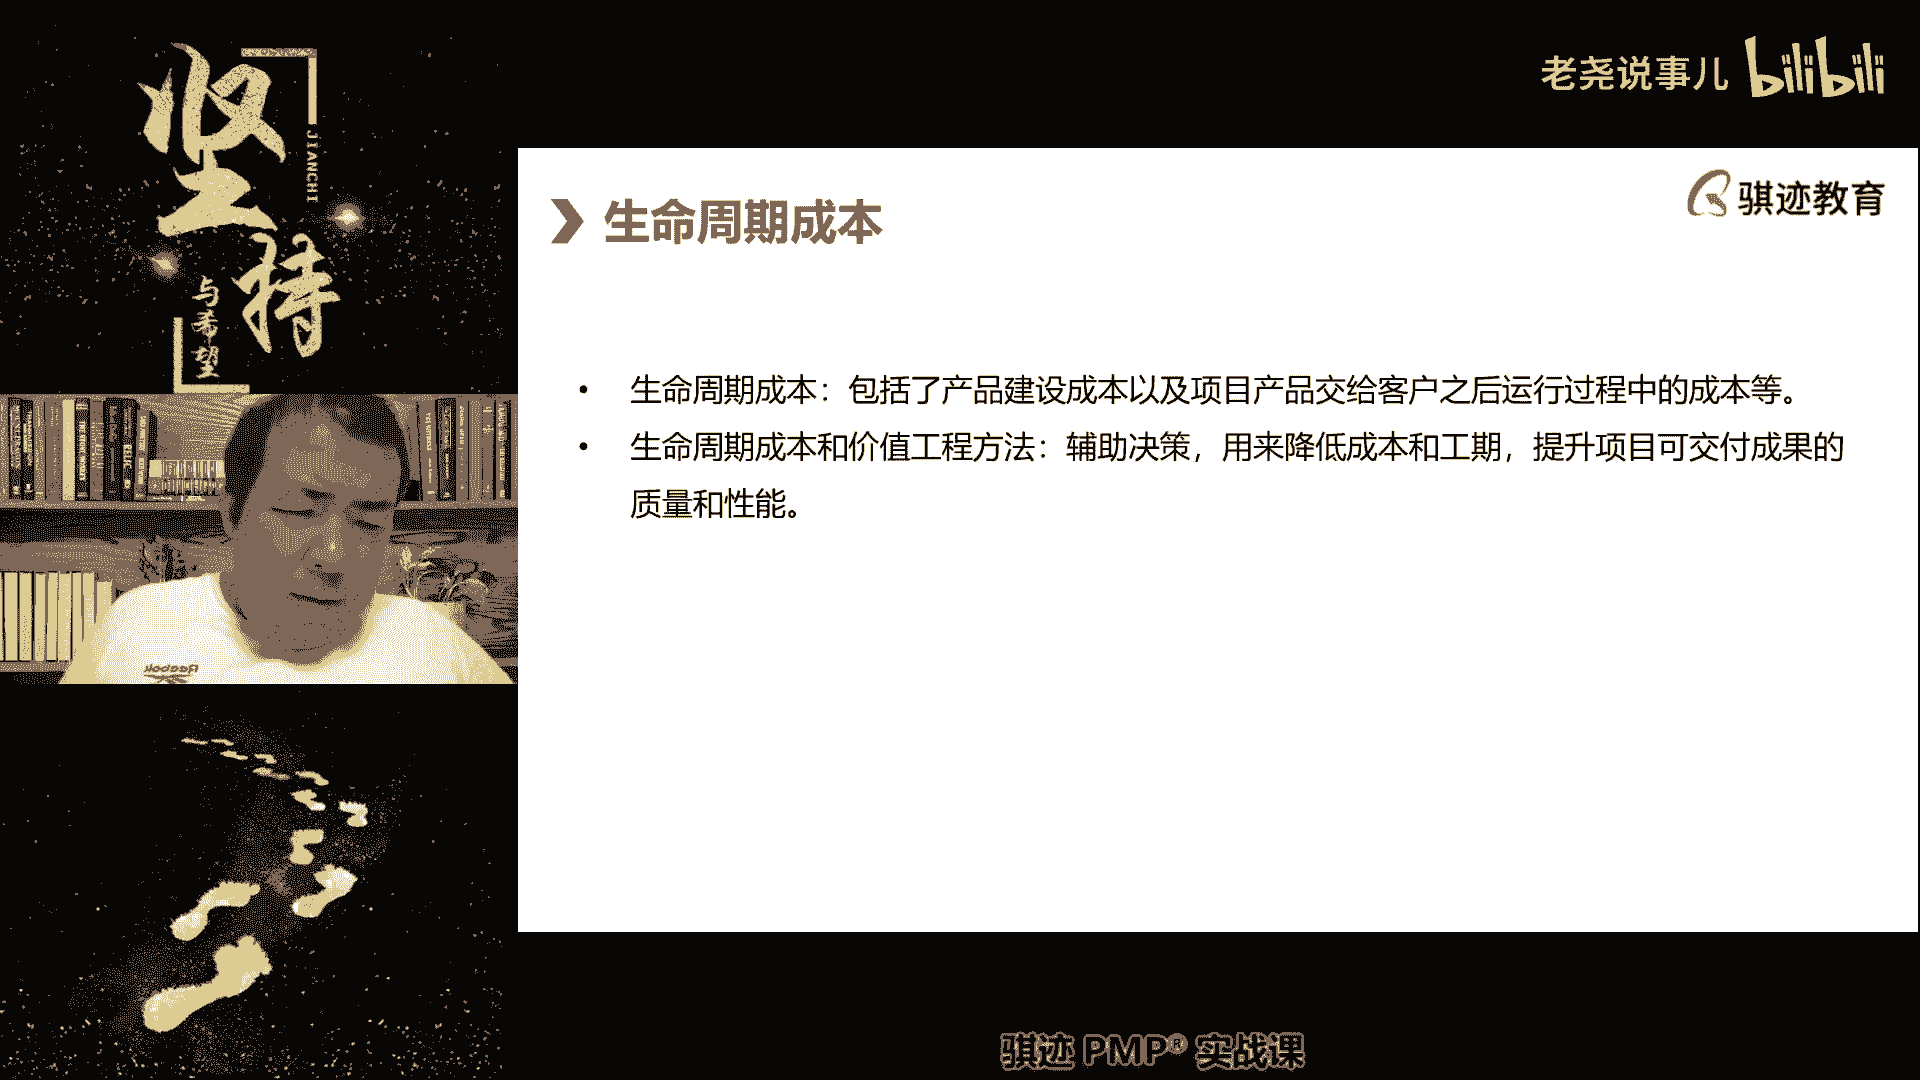 坚持
JIANCHI
与希望
老尧说事儿 bilibili
骐迹教育
生命周期成本
• 生命周期成本：包括了产品建设成本以及项目产品交给客户之后运行过程中的成本等。
• 生命周期成本和价值工程方法：辅助决策，用来降低成本和工期，提升项目可交付成果的
质量和性能。
骐迹 PMP® 实战课